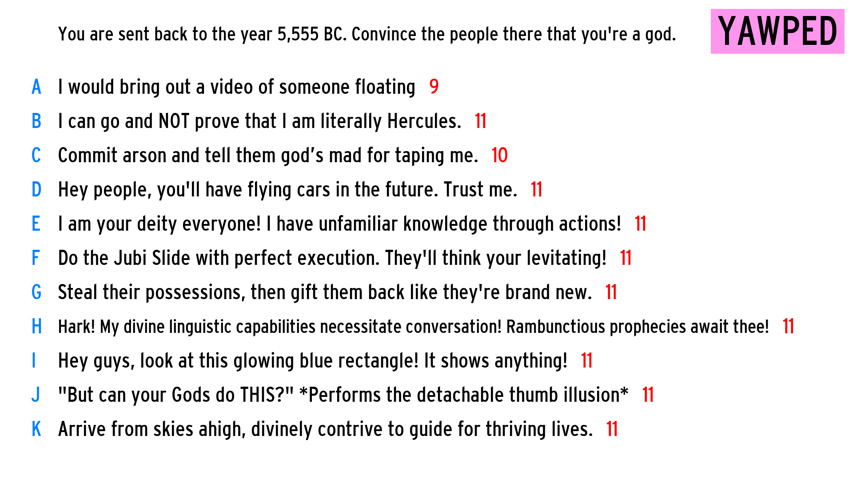 You are sent back to the year 5,555 BC. Convince the people there that you're a god.
YAWPED
A I would bring out a video of someone floating 9
B I can go and NOT prove that I am literally Hercules. 11
C Commit arson and tell them god’s mad for taping me. 10
D Hey people, you'll have flying cars in the future. Trust me. 11
E I am your deity everyone! I have unfamiliar knowledge through actions! 11
F Do the Jubi Slide with perfect execution. They'll think your levitating! 11
G Steal their possessions, then gift them back like they're brand new. 11
H Hark! My divine linguistic capabilities necessitate conversation! Rambunctious prophecies await thee! 11
I Hey guys, look at this glowing blue rectangle! It shows anything! 11
J "But can your Gods do THIS?" *Performs the detachable thumb illusion* 11
K Arrive from skies ahigh, divinely contrive to guide for thriving lives. 11